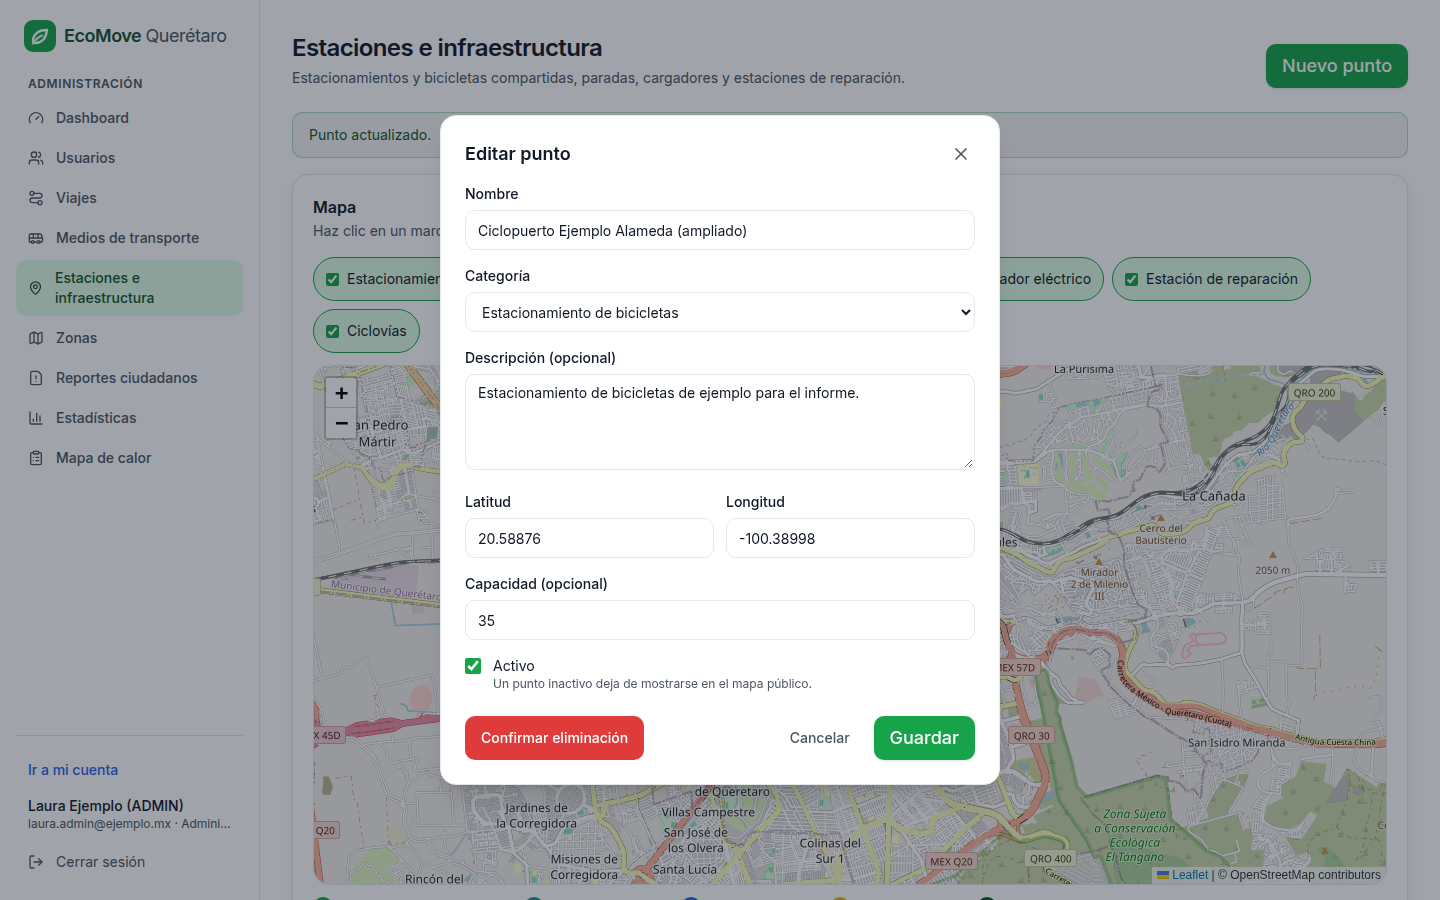 EcoMove Querétaro
ADMINISTRACIÓN
Dashboard
Usuarios
Viajes
Medios de transporte
Estaciones e
infraestructura
Zonas
Reportes ciudadanos
Estadísticas
Mapa de calor
Ir a mi cuenta
Laura Ejemplo (ADMIN)
laura.admin@ejemplo.mx · Admini...
Cerrar sesión
Estaciones e infraestructura
Estacionamientos y bicicletas compartidas, paradas, cargadores y estaciones de reparación.
Nuevo punto
Punto actualizado.
Mapa
Haz clic en un marc
Estacionamien
ador eléctrico
Estación de reparación
Ciclovías
Editar punto
Nombre
Ciclopuerto Ejemplo Alameda (ampliado)
Categoría
Estacionamiento de bicicletas
Descripción (opcional)
Estacionamiento de bicicletas de ejemplo para el informe.
Latitud
Longitud
20.58876
-100.38998
Capacidad (opcional)
35
Activo
Un punto inactivo deja de mostrarse en el mapa público.
Confirmar eliminación
Cancelar
Guardar
+
−
an Pedro
Mártir
Municipio de Querétaro
X 45D
Q20
Jardines de
la Corregidora
Misiones de
Corregidora
Rincón del
de Querétaro
Villas Campestre
San José de
los Olvera
Santa Lucía
Colinas del
Sur 1
MEX Q20
QRO 400
Carretera
La Purísima
QRO 200
Río Querétaro
La Cañada
Cerro del
Bautisterio
ules
Mirador
2 de Milenio
III
2050 m
MEX 57D
Carretera México - Querétaro (Cuota)
QRO 30
San Isidro Miranda
Antigua Cuesta China
Zona Sujeta
a Conservación
Ecológica
El Tángano
Leaflet | © OpenStreetMap contributors